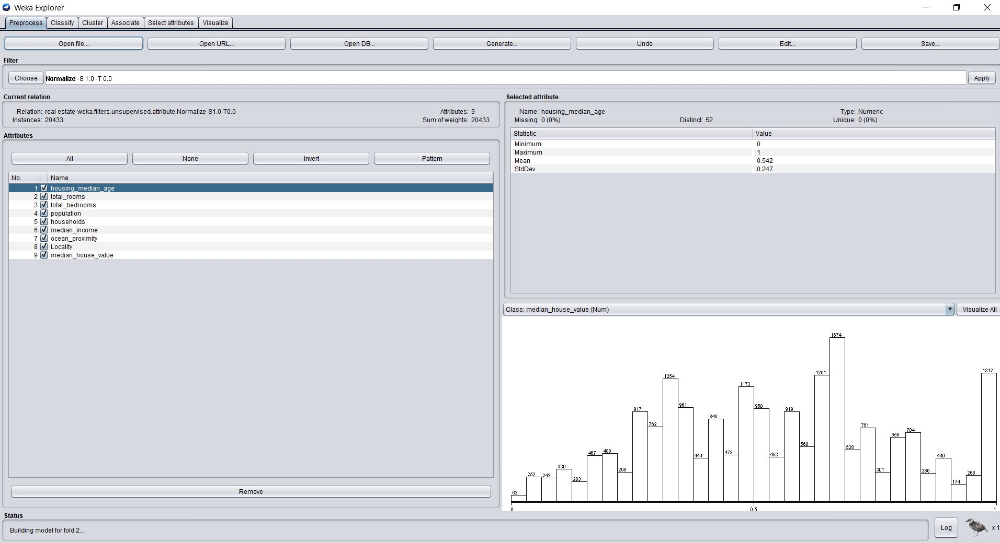 Weka Explorer
Preprocess Classify Cluster Associate Select attributes Visualize
Open file... Open URL... Open DB... Generate... Undo Edit... Save...
Filter
Choose Normalize -S 1.0 -T 0.0 Apply
Current relation
Relation: real estate-weka.filters.unsupervised.attribute.Normalize-S1.0-T0.0 Attributes: 9
Instances: 20433 Sum of weights: 20433
Attributes
All None Invert Pattern
No. Name
1 housing_median_age
2 total_rooms
3 total_bedrooms
4 population
5 households
6 median_income
7 ocean_proximity
8 Locality
9 median_house_value
Remove
Selected attribute
Name: housing_median_age Type: Numeric
Missing: 0 (0%) Distinct: 52 Unique: 0 (0%)
Statistic Value
Minimum 0
Maximum 1
Mean 0.542
StdDev 0.247
Class: median_house_value (Num) Visualize All
62 252 242 330 203 467 488 298 917 762 1254 961 444 840 473 1173 950 453 919 560 1291 1674 528 751 301 656 704 286 440 174 268 1312
0 0.5 1
Status
Building model for fold 2...
Log x 1